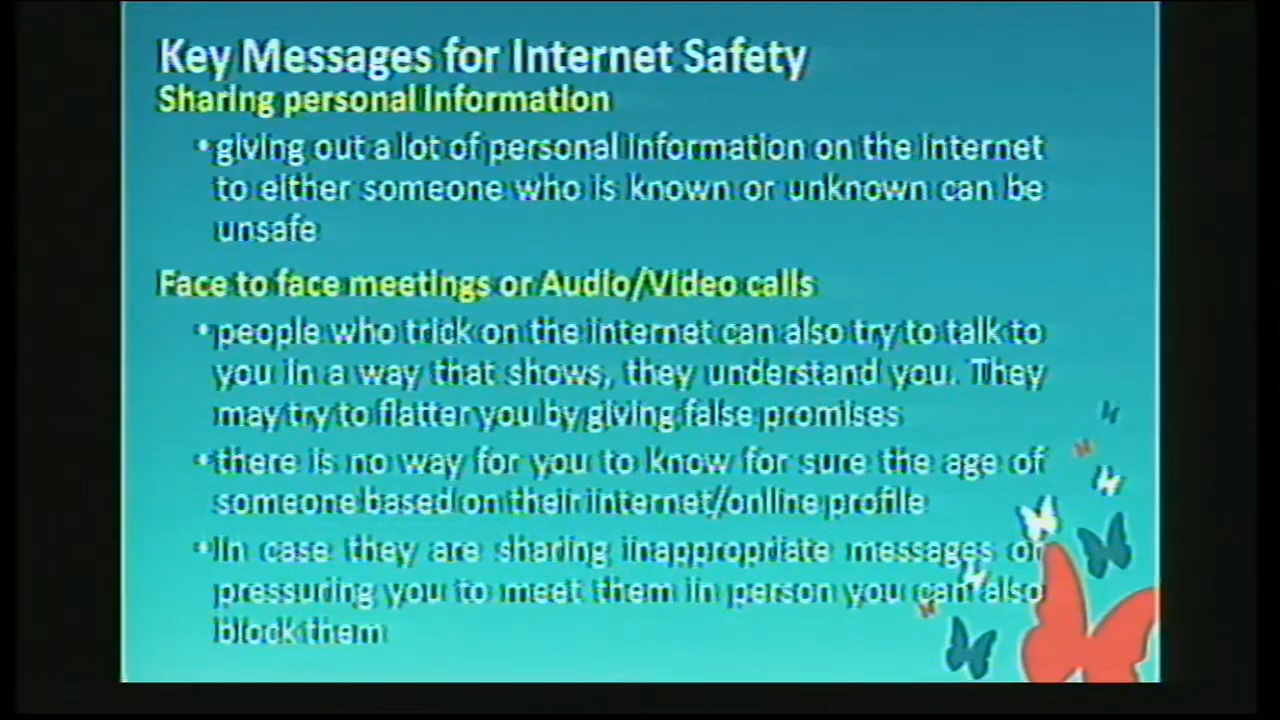 Key Messages for Internet Safety
Sharing personal information
• giving out a lot of personal information on the internet
to either someone who is known or unknown can be
unsafe
Face to face meetings or Audio/Video calls
• people who trick on the internet can also try to talk to
you in a way that shows, they understand you. They
may try to flatter you by giving false promises
• there is no way for you to know for sure the age of
someone based on their internet/online profile
• In case they are sharing inappropriate messages or
pressuring you to meet them in person you can also
block them